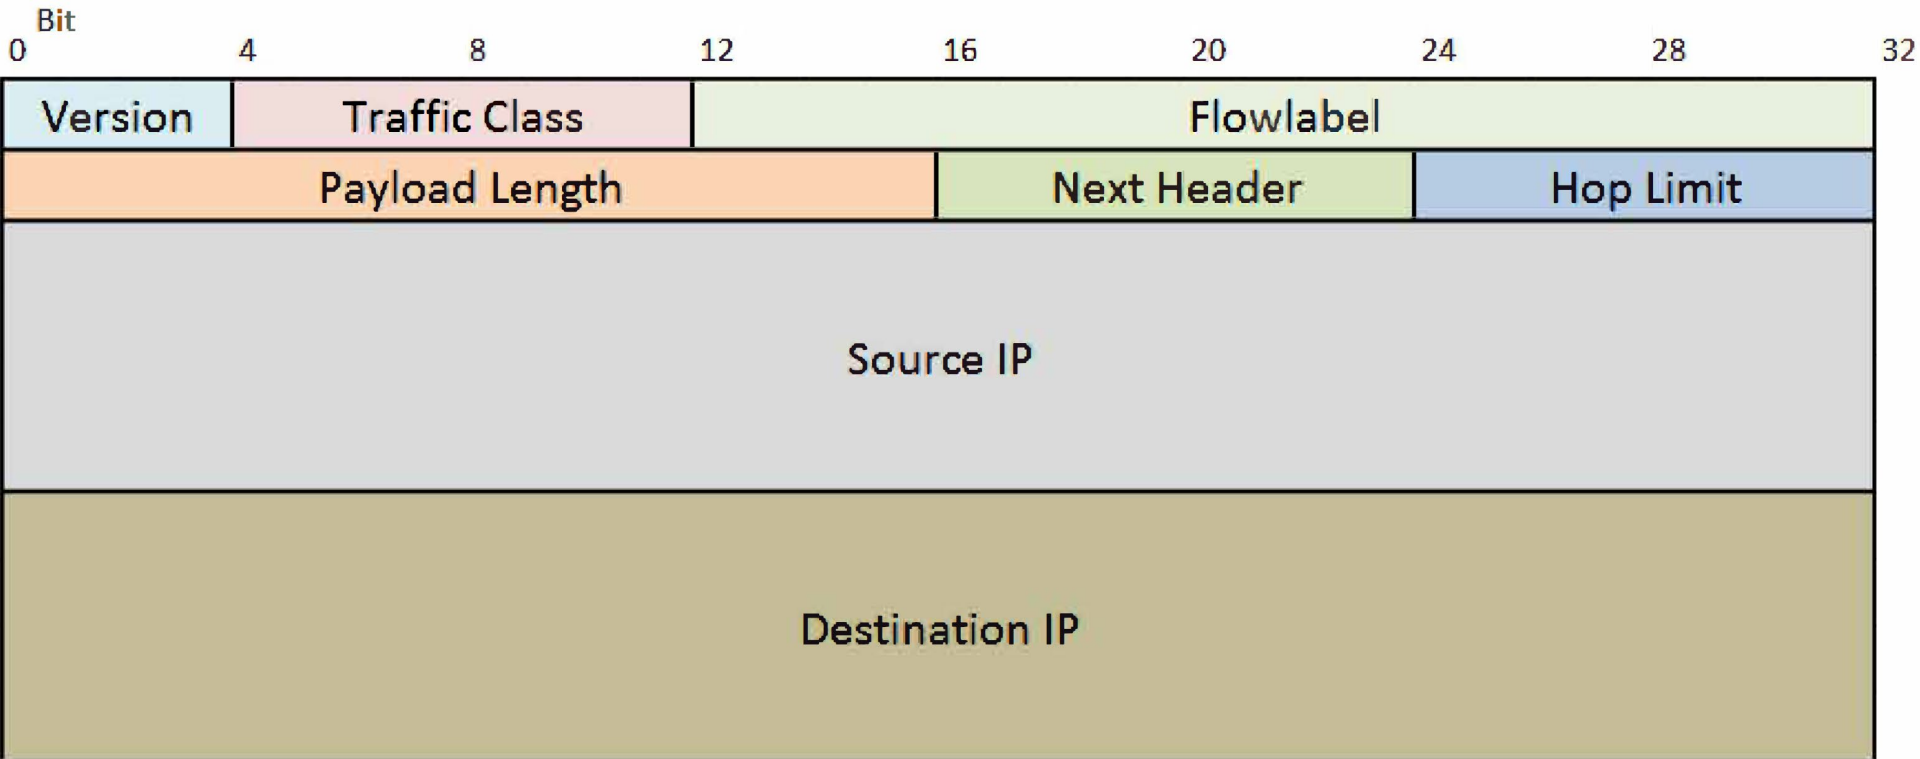 Bit
0 4 8 12 16 20 24 28 32
Version Traffic Class Flowlabel
Payload Length Next Header Hop Limit
Source IP
Destination IP